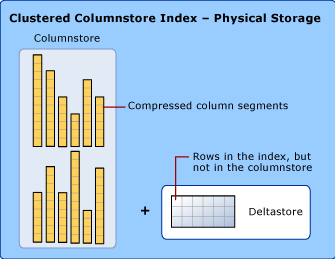 Clustered Columnstore Index – Physical Storage
Columnstore
Compressed column segments
Rows in the index, but
not in the columnstore
+
Deltastore